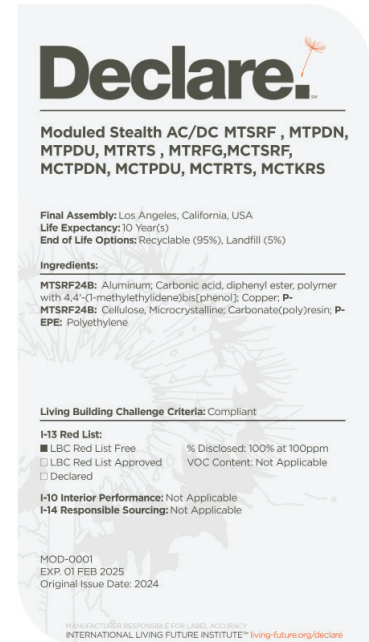 Declare.
SM
Moduled Stealth AC/DC MTSRF , MTPDN,
MTPDU, MTRTS , MTRFG,MCTSRF,
MCTPDN, MCTPDU, MCTRTS, MCTKRS
Final Assembly: Los Angeles, California, USA
Life Expectancy: 10 Year(s)
End of Life Options: Recyclable (95%), Landfill (5%)
Ingredients:
MTSRF24B: Aluminum; Carbonic acid, diphenyl ester, polymer
with 4,4'-(1-methylethylidene)bis[phenol]; Copper; P-
MTSRF24B: Cellulose, Microcrystalline; Carbonate(poly)resin; P-
EPE: Polyethylene
Living Building Challenge Criteria: Compliant
I-13 Red List:
■ LBC Red List Free % Disclosed: 100% at 100ppm
□ LBC Red List Approved VOC Content: Not Applicable
□ Declared
I-10 Interior Performance: Not Applicable
I-14 Responsible Sourcing: Not Applicable
MOD-0001
EXP. 01 FEB 2025
Original Issue Date: 2024
MANUFACTURER RESPONSIBLE FOR LABEL ACCURACY
INTERNATIONAL LIVING FUTURE INSTITUTE™ living-future.org/declare